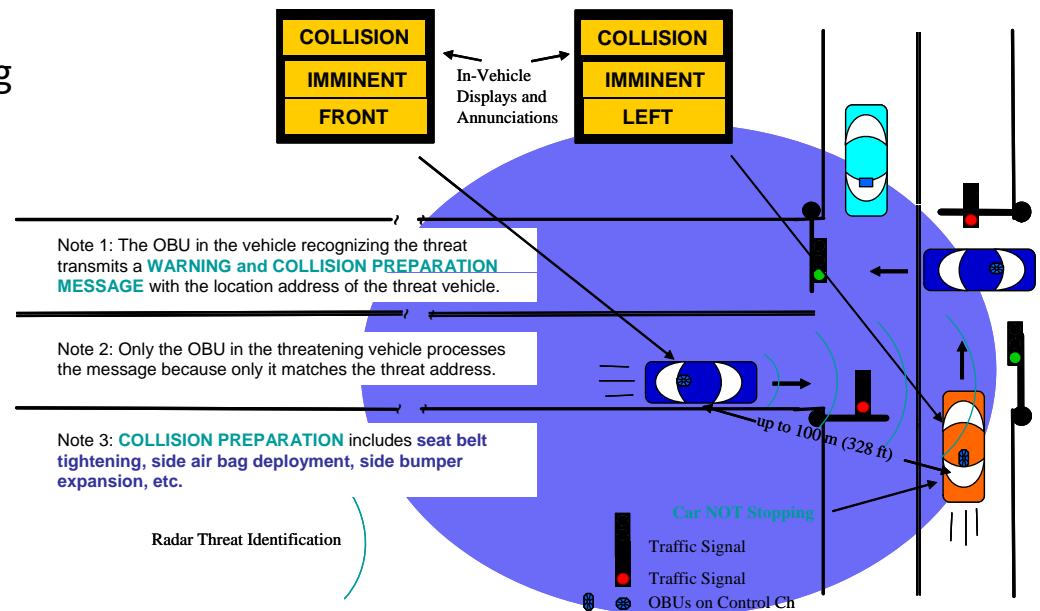 g
COLLISION
IMMINENT
FRONT
In-Vehicle
Displays and
Annunciations
COLLISION
IMMINENT
LEFT
Note 1: The OBU in the vehicle recognizing the threat
transmits a WARNING and COLLISION PREPARATION
MESSAGE with the location address of the threat vehicle.
Note 2: Only the OBU in the threatening vehicle processes
the message because only it matches the threat address.
up to 100 m (328 ft)
Note 3: COLLISION PREPARATION includes seat belt
tightening, side air bag deployment, side bumper
expansion, etc.
Car NOT Stopping
Radar Threat Identification
Traffic Signal
Traffic Signal
OBUs on Control Ch